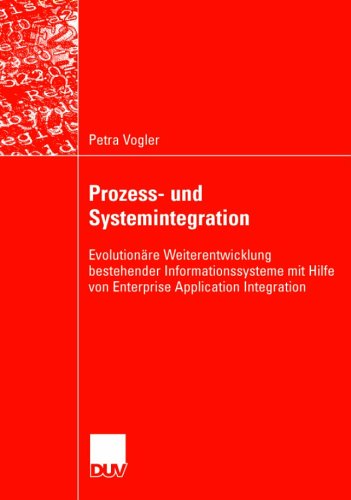 Petra Vogler
Prozess- und
Systemintegration
Evolutionäre Weiterentwicklung
bestehender Informationssysteme mit Hilfe
von Enterprise Application Integration
DUV